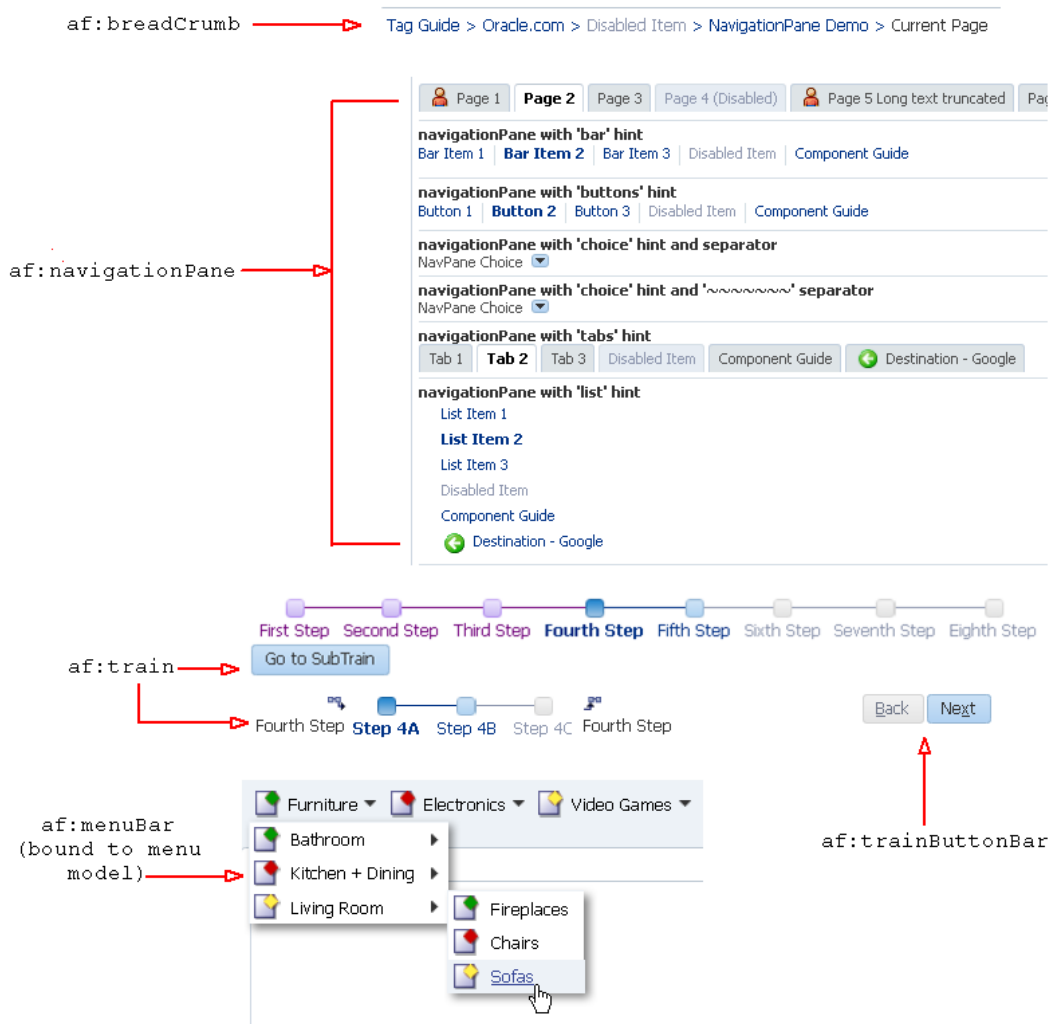 af:breadCrumb
Tag Guide > Oracle.com > Disabled Item > NavigationPane Demo > Current Page
Page 1 Page 2 Page 3 Page 4 (Disabled) Page 5 Long text truncated Pag
navigationPane with 'bar' hint
Bar Item 1 Bar Item 2 Bar Item 3 Disabled Item Component Guide
navigationPane with 'buttons' hint
Button 1 Button 2 Button 3 Disabled Item Component Guide
navigationPane with 'choice' hint and separator
NavPane Choice
af:navigationPane
navigationPane with 'choice' hint and '~~~~~~~' separator
NavPane Choice
navigationPane with 'tabs' hint
Tab 1 Tab 2 Tab 3 Disabled Item Component Guide Destination - Google
navigationPane with 'list' hint
List Item 1
List Item 2
List Item 3
Disabled Item
Component Guide
Destination - Google
First Step Second Step Third Step Fourth Step Fifth Step Sixth Step Seventh Step Eighth Step
Go to SubTrain
af:train
Fourth Step Step 4A Step 4B Step 4C Fourth Step
Back Next
af:trainButtonBar
af:menuBar
(bound to menu
model)
Furniture Electronics Video Games
Bathroom
Kitchen + Dining
Living Room
Fireplaces
Chairs
Sofas